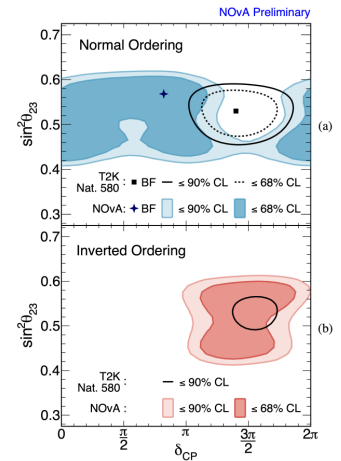 NOvA Preliminary
Normal Ordering
0.7
0.6
0.5
0.4
0.3
sin²θ₂₃
(a)
T2K
Nat. 580 : BF ≤ 90% CL ≤ 68% CL
NOvA: BF ≤ 90% CL ≤ 68% CL
Inverted Ordering
0.7
0.6
0.5
0.4
0.3
sin²θ₂₃
(b)
T2K
Nat. 580 : ≤ 90% CL
NOvA : ≤ 90% CL ≤ 68% CL
0 π/2 π 3π/2 2π
δCP